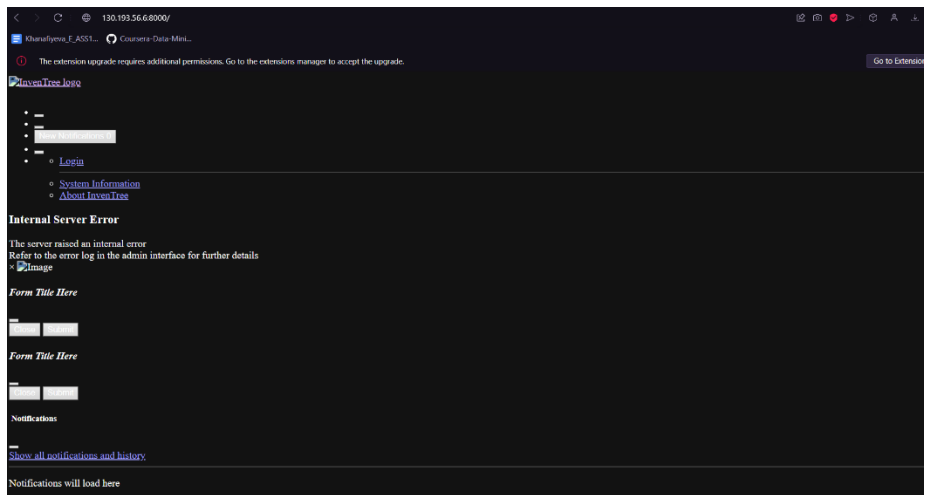 130.193.56.6:8000/
Khanafiyeva_E_ASS1... Coursera-Data-Mini...
The extension upgrade requires additional permissions. Go to the extensions manager to accept the upgrade. Go to Extension
InvenTree logo
New Notifications
Login
System Information
About InvenTree
Internal Server Error
The server raised an internal error
Refer to the error log in the admin interface for further details
× Image
Form Title Here
Close Submit
Form Title Here
Close Submit
Notifications
Show all notifications and history
Notifications will load here